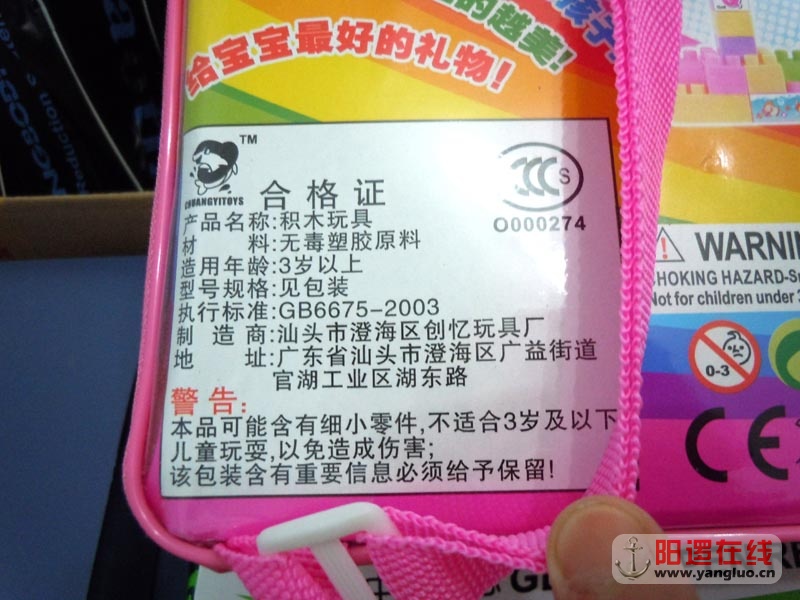 的越美!
孩子
给宝宝最好的礼物!
TM
CHUANGYITOYS
合格证
CCC S
O000274
产品名称:积木玩具
材 料:无毒塑胶原料
造用年龄:3岁以上
型号规格:见包装
执行标准:GB6675-2003
制 造 商:汕头市澄海区创忆玩具厂
地 址:广东省汕头市澄海区广益街道
官湖工业区湖东路
警告:
本品可能含有细小零件,不适合3岁及以下
儿童玩耍,以免造成伤害;
该包装含有重要信息必须给予保留!
WARNIN
HOKING HAZARD-S
Not for children under
0-3
CE
阳逻在线
www.yangluo.cn